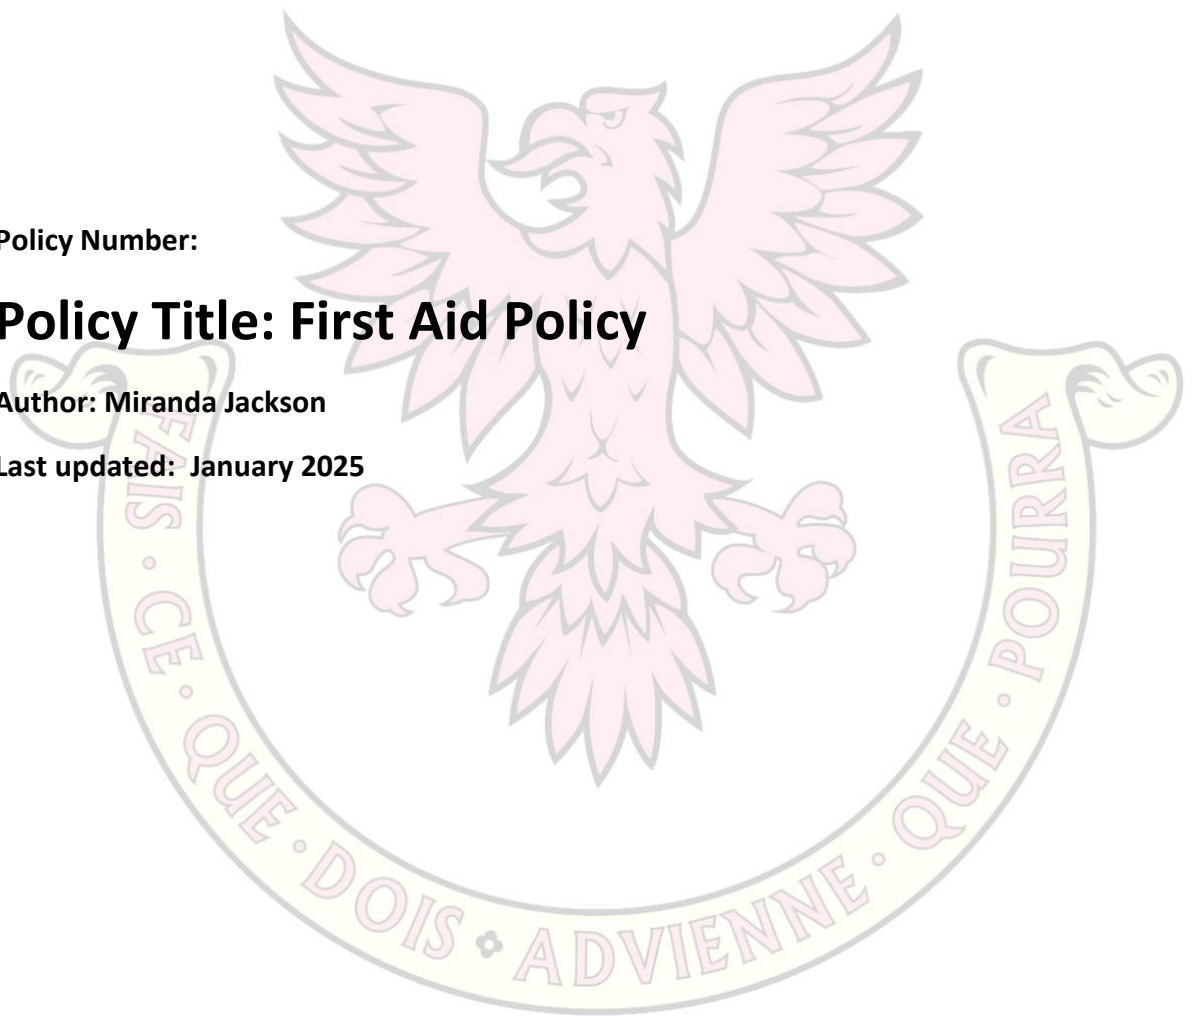 Policy Number:
Policy Title: First Aid Policy
Author: Miranda Jackson
Last updated: January 2025
FAIS · CE · QUE · DOIS · ADVIENNE · QUE · POURRA